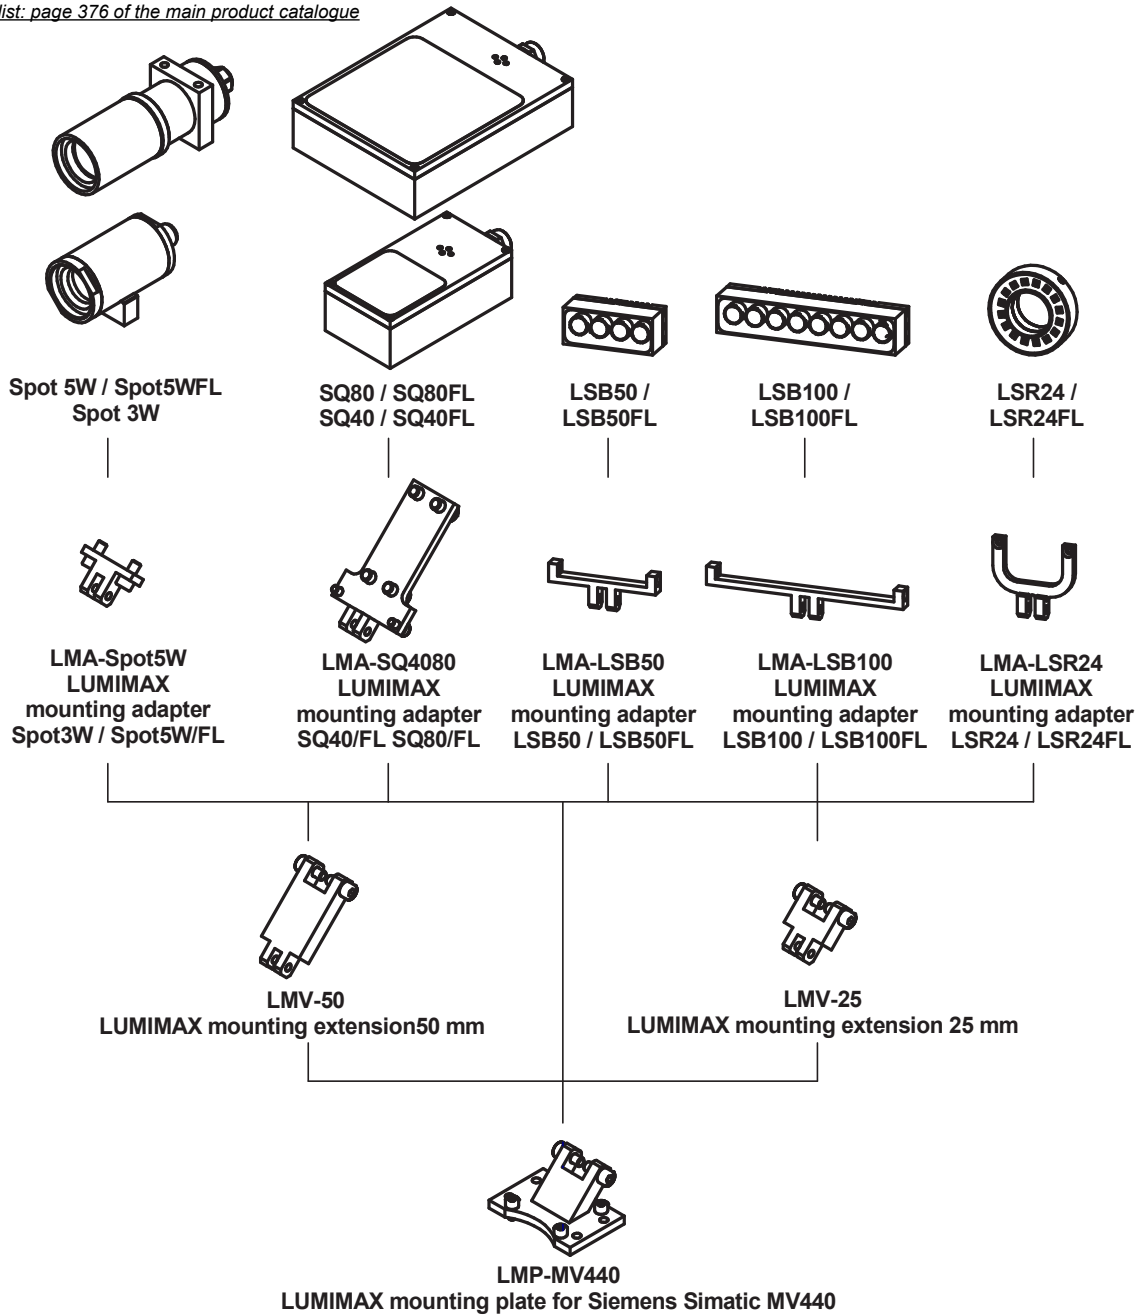 list: page 376 of the main product catalogue
Spot 5W / Spot5WFL
Spot 3W
SQ80 / SQ80FL
SQ40 / SQ40FL
LSB50 /
LSB50FL
LSB100 /
LSB100FL
LSR24 /
LSR24FL
LMA-Spot5W
LUMIMAX
mounting adapter
Spot3W / Spot5W/FL
LMA-SQ4080
LUMIMAX
mounting adapter
SQ40/FL SQ80/FL
LMA-LSB50
LUMIMAX
mounting adapter
LSB50 / LSB50FL
LMA-LSB100
LUMIMAX
mounting adapter
LSB100 / LSB100FL
LMA-LSR24
LUMIMAX
mounting adapter
LSR24 / LSR24FL
LMV-50
LUMIMAX mounting extension50 mm
LMV-25
LUMIMAX mounting extension 25 mm
LMP-MV440
LUMIMAX mounting plate for Siemens Simatic MV440